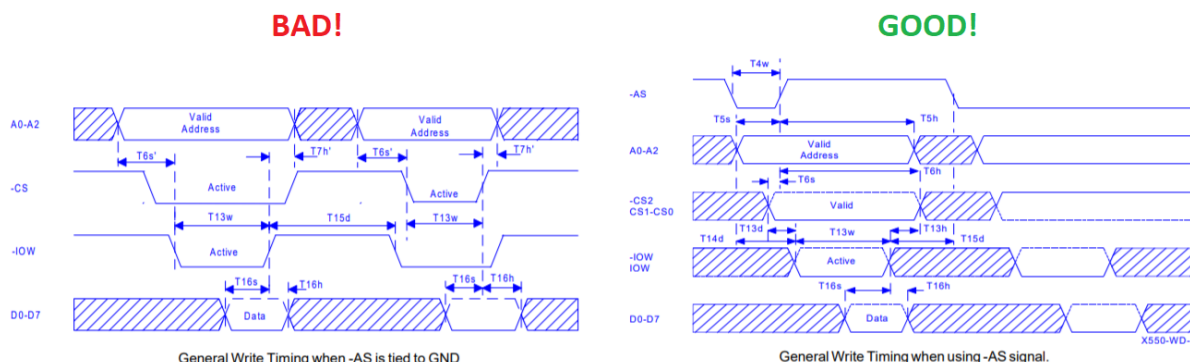 BAD!
A0-A2
Valid
Address
Valid
Address
T6s'
T7h'
T6s'
T7h'
-CS
Active
Active
T13w
T15d
T13w
-IOW
Active
T16s
T16h
T16s
T16h
D0-D7
Data
General Write Timing when -AS is tied to GND
GOOD!
T4w
-AS
T5s
T5h
A0-A2
Valid
Address
T6s
T6h
-CS2
CS1-CS0
Valid
T13d
T13h
T14d
T13w
T15d
-IOW
IOW
Active
T16s
T16h
D0-D7
Data
X550-WD-
General Write Timing when using -AS signal.